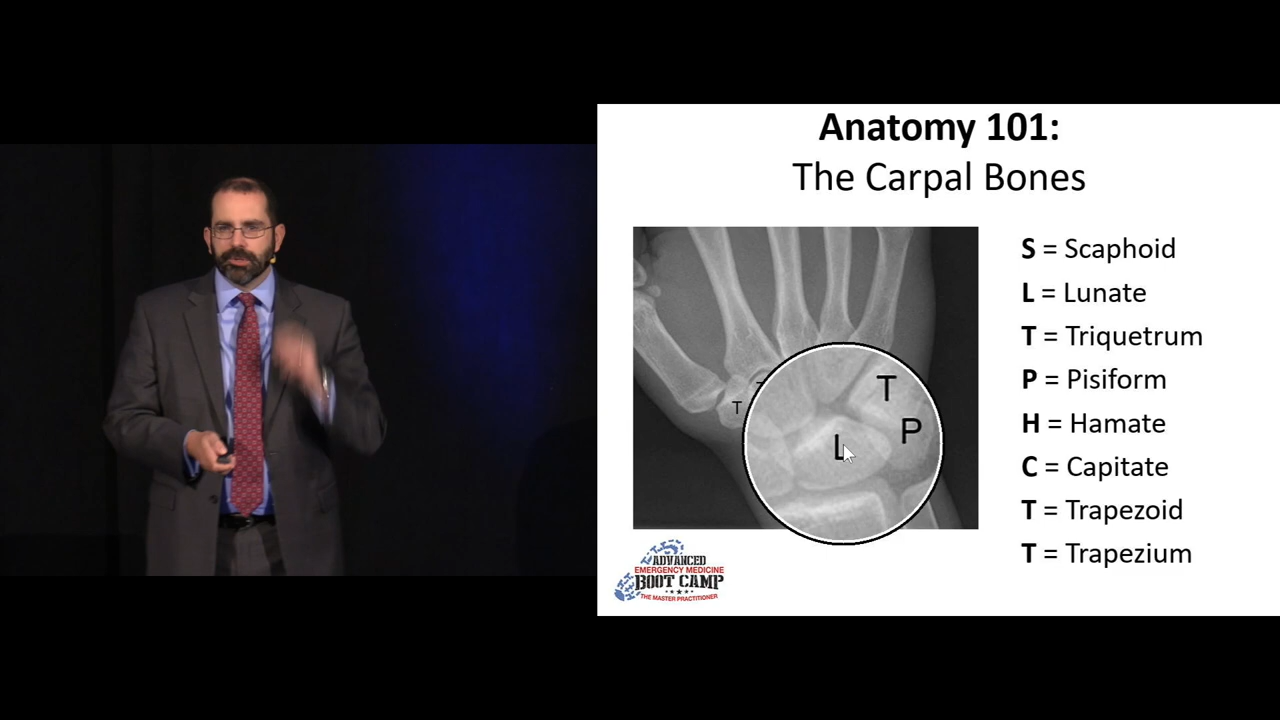 Anatomy 101:
The Carpal Bones
T
T
P
L
S = Scaphoid
L = Lunate
T = Triquetrum
P = Pisiform
H = Hamate
C = Capitate
T = Trapezoid
T = Trapezium
ADVANCED
EMERGENCY MEDICINE
BOOT CAMP
THE MASTER PRACTITIONER